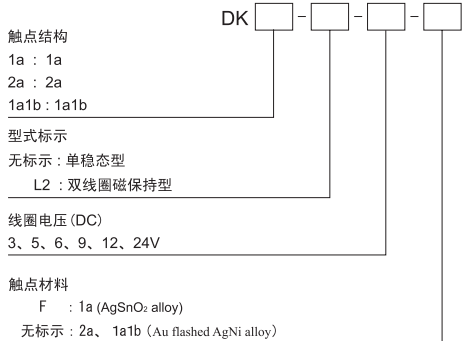 DK - - -
触点结构
1a : 1a
2a : 2a
1a1b : 1a1b
型式标示
无标示 : 单稳态型
L2 : 双线圈磁保持型
线圈电压(DC)
3、5、6、9、12、24V
触点材料
F : 1a (AgSnO₂ alloy)
无标示 : 2a、 1a1b (Au flashed AgNi alloy)